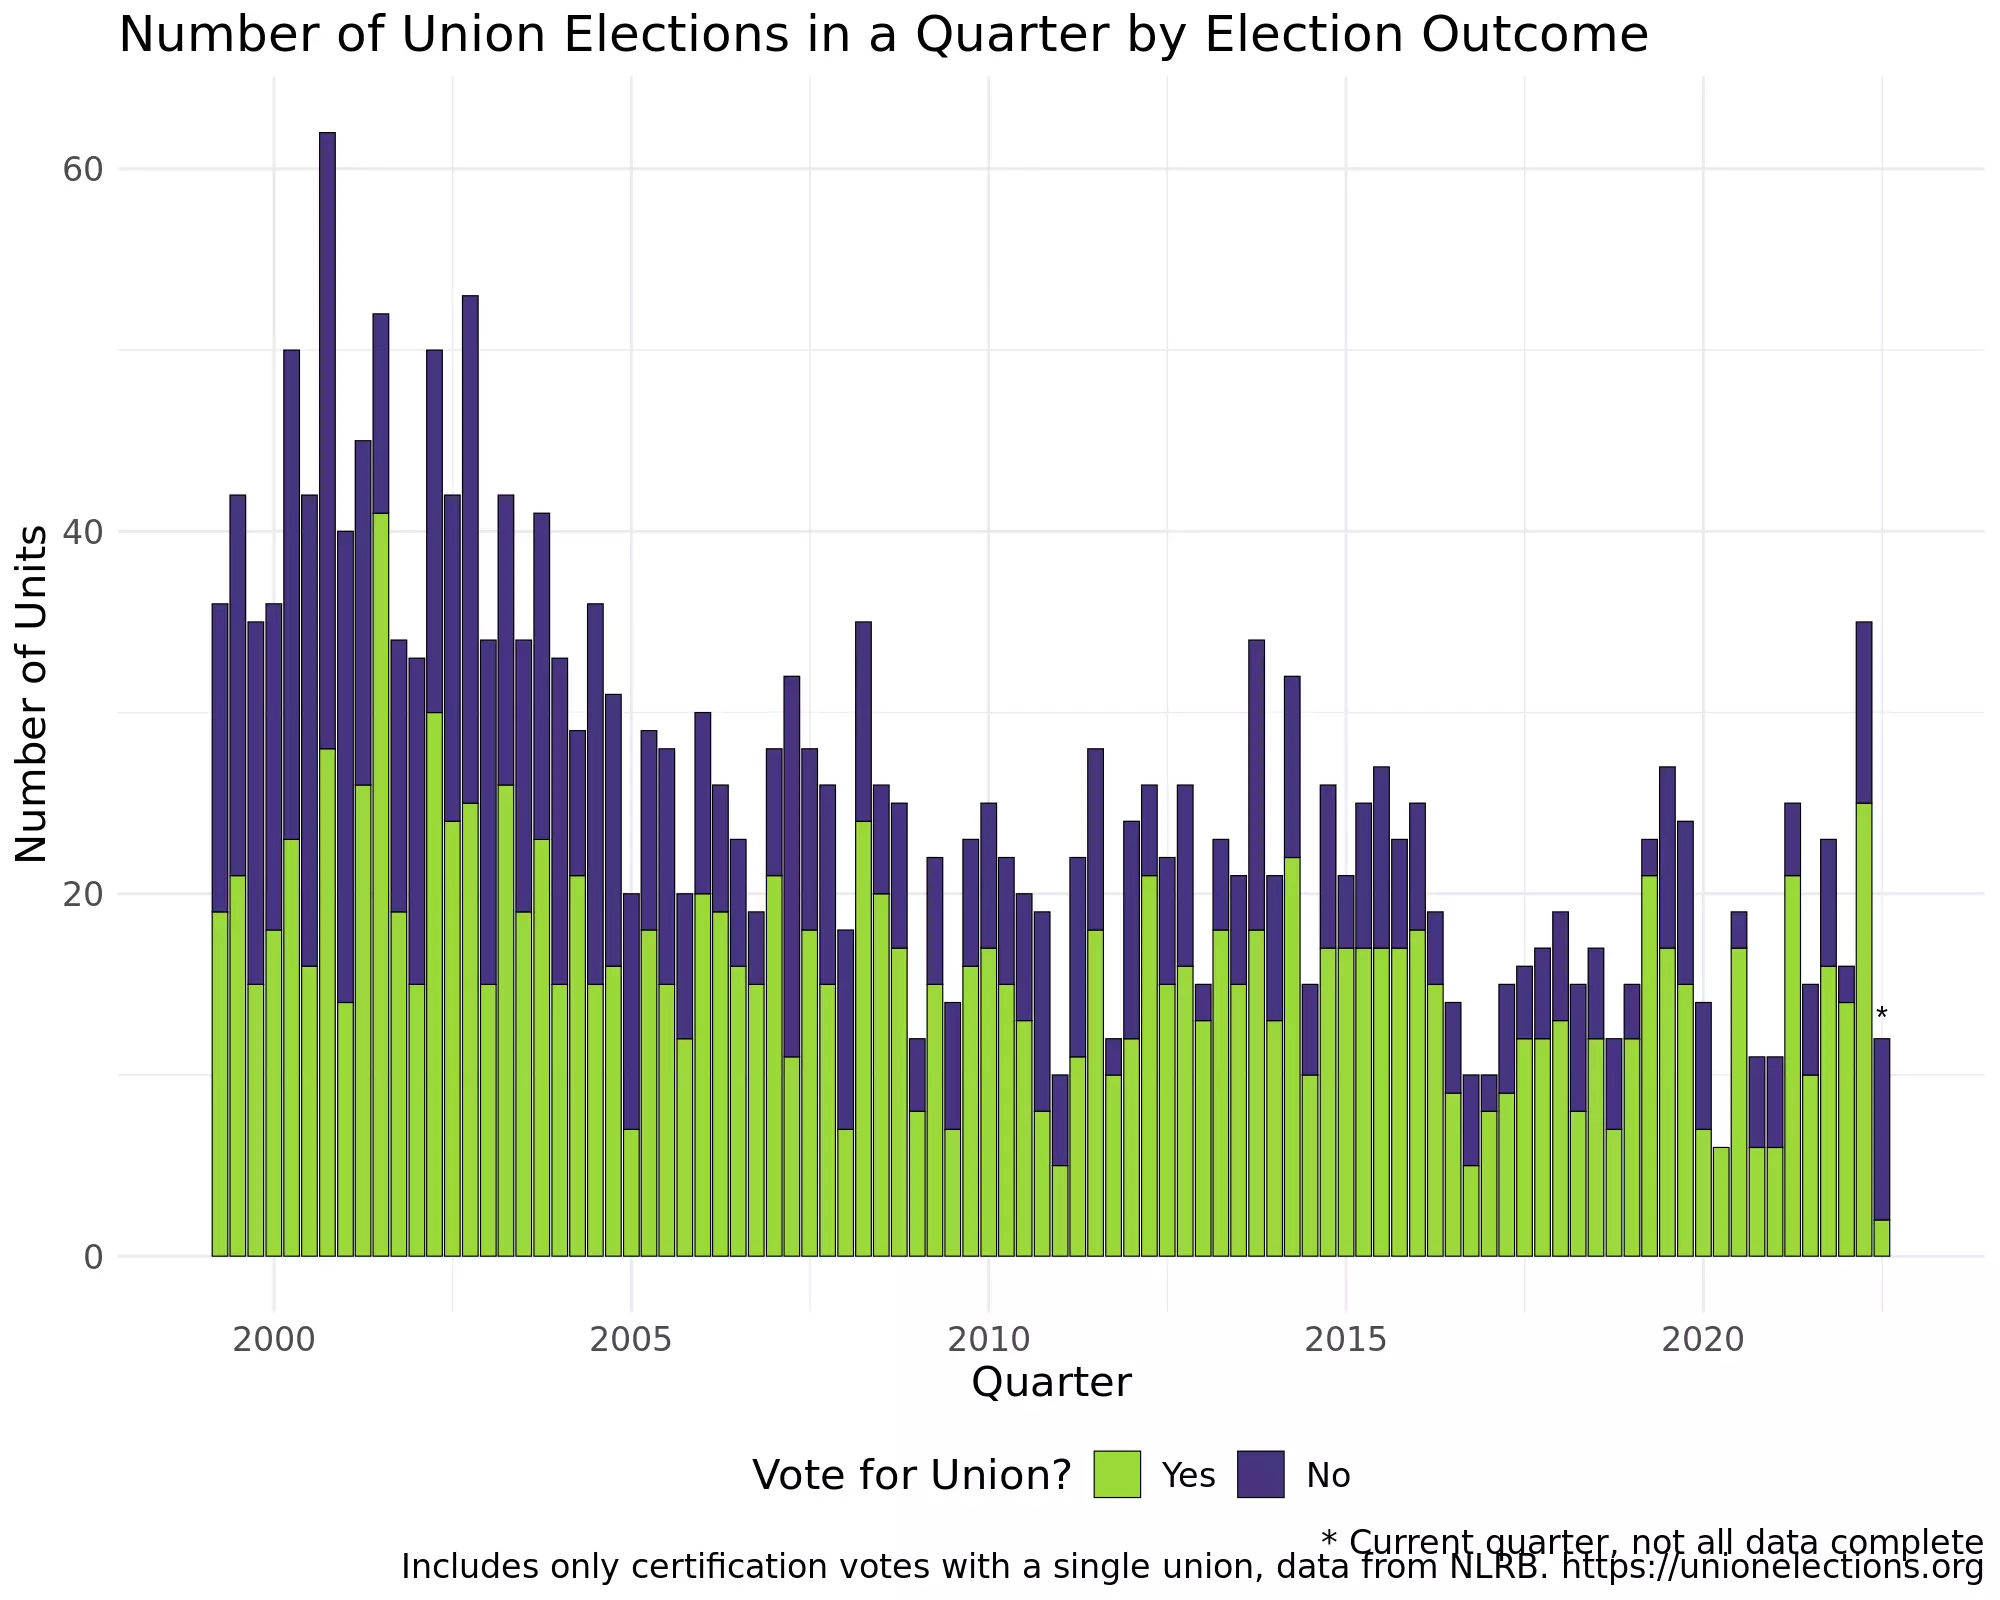 Number of Union Elections in a Quarter by Election Outcome
Number of Units
60
40
20
0
*
2000 2005 2010 2015 2020
Quarter
Vote for Union? Yes No
* Current quarter, not all data complete
Includes only certification votes with a single union, data from NLRB. https://unionelections.org